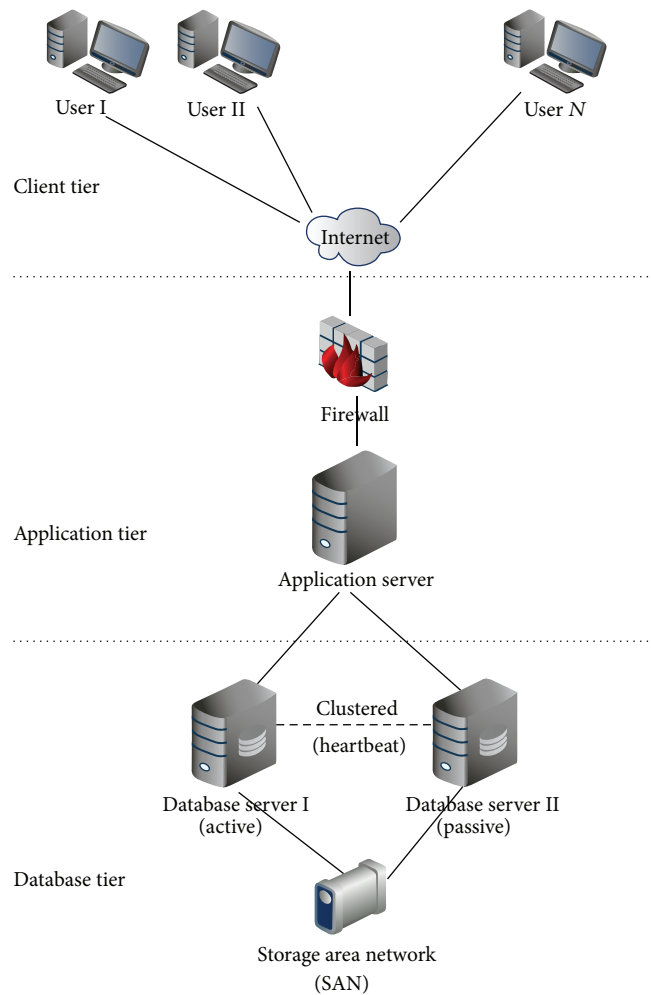 User I
User II
User N
Client tier
Internet
Firewall
Application tier
Application server
Clustered
(heartbeat)
Database server I
(active)
Database server II
(passive)
Database tier
Storage area network
(SAN)